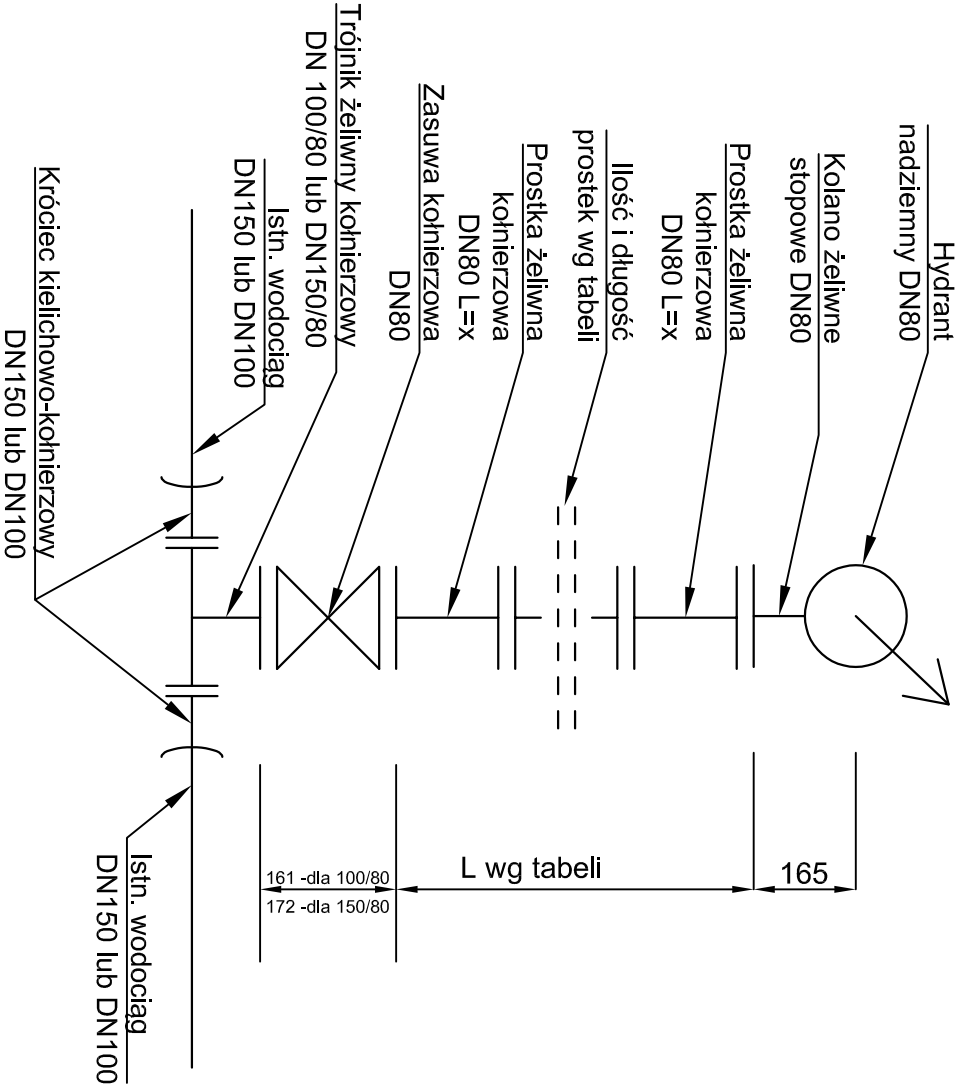 Hydrant
nadziemny DN80
Kolano żeliwne
stopowe DN80
Prostka żeliwna
kołnierzowa
DN80 L=x
Ilość i długość
prostek wg tabeli
Prostka żeliwna
kołnierzowa
DN80 L=x
Zasuwa kołnierzowa
DN80
Trójnik żeliwny kołnierzowy
DN 100/80 lub DN150/80
Istn. wodociąg
DN150 lub DN100
Króciec kielichowo-kołnierzowy
DN150 lub DN100
Istn. wodociąg
DN150 lub DN100
161 -dla 100/80
172 -dla 150/80
L wg tabeli
165